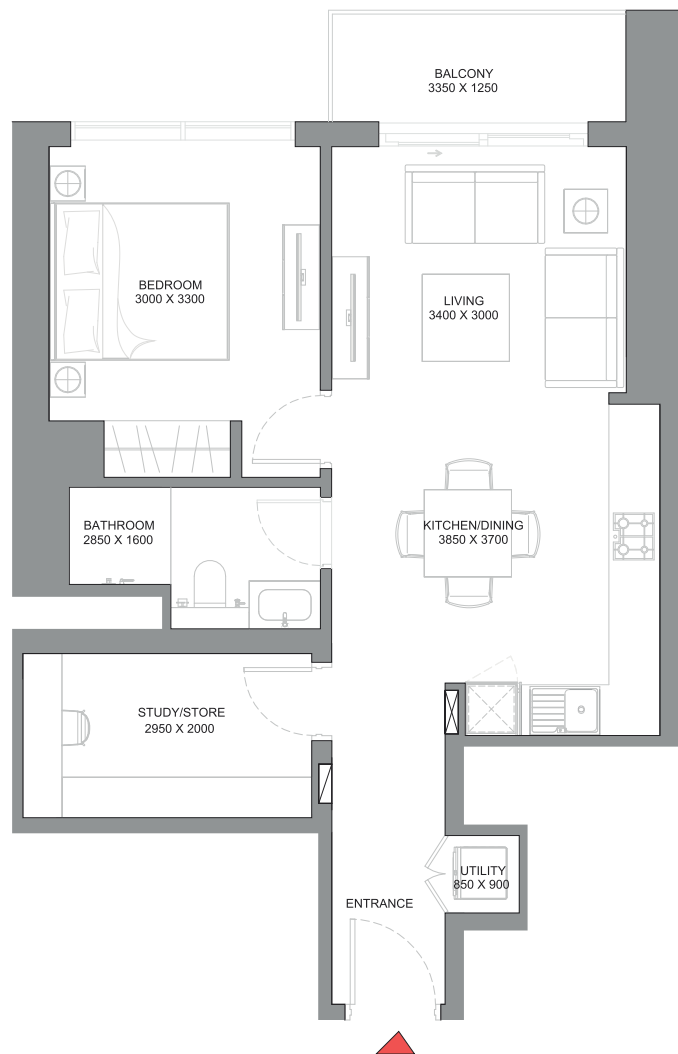 BALCONY
3350 X 1250
BEDROOM
3000 X 3300
LIVING
3400 X 3000
BATHROOM
2850 X 1600
KITCHEN/DINING
3850 X 3700
STUDY/STORE
2950 X 2000
UTILITY
850 X 900
ENTRANCE